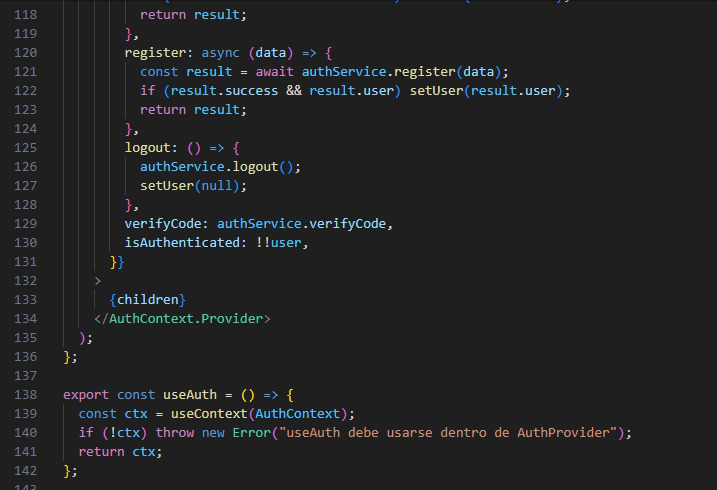 118 return result;
119 },
120 register: async (data) => {
121 const result = await authService.register(data);
122 if (result.success && result.user) setUser(result.user);
123 return result;
124 },
125 logout: () => {
126 authService.logout();
127 setUser(null);
128 },
129 verifyCode: authService.verifyCode,
130 isAuthenticated: !!user,
131 }}
132 >
133 {children}
134 </AuthContext.Provider>
135 );
136 };
137
138 export const useAuth = () => {
139 const ctx = useContext(AuthContext);
140 if (!ctx) throw new Error("useAuth debe usarse dentro de AuthProvider");
141 return ctx;
142 };